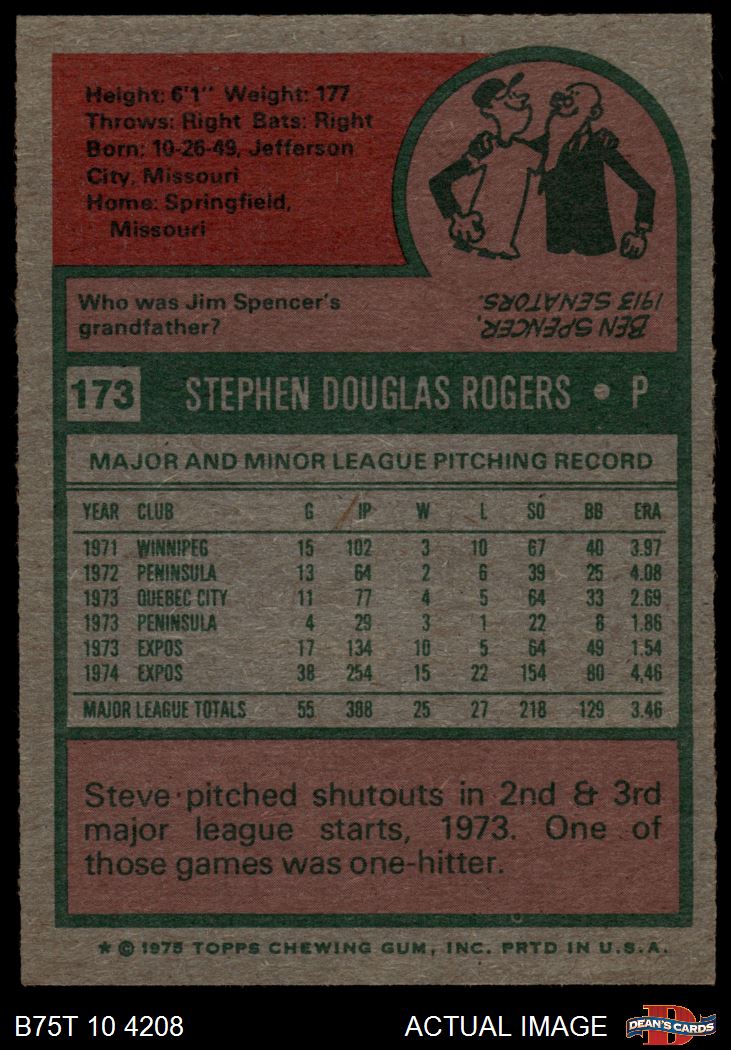 Height: 6'1" Weight: 177
Throws: Right Bats: Right
Born: 10-26-49, Jefferson
City, Missouri
Home: Springfield,
Missouri
Who was Jim Spencer's
grandfather?
BEN SPENCER,
1913 SENATORS.
173 STEPHEN DOUGLAS ROGERS • P
MAJOR AND MINOR LEAGUE PITCHING RECORD
YEAR CLUB G IP W L SO BB ERA
1971 WINNIPEG 15 102 3 10 67 40 3.97
1972 PENINSULA 13 64 2 6 39 25 4.08
1973 QUEBEC CITY 11 77 4 5 64 33 2.69
1973 PENINSULA 4 29 3 1 22 8 1.86
1973 EXPOS 17 134 10 5 64 49 1.54
1974 EXPOS 38 254 15 22 154 80 4,46
MAJOR LEAGUE TOTALS 55 388 25 27 218 129 3.46
Steve pitched shutouts in 2nd & 3rd
major league starts, 1973. One of
those games was one-hitter.
* © 1975 TOPPS CHEWING GUM, INC. PRTD IN U.S.A.
B75T 10 4208 ACTUAL IMAGE DEAN'S CARDS